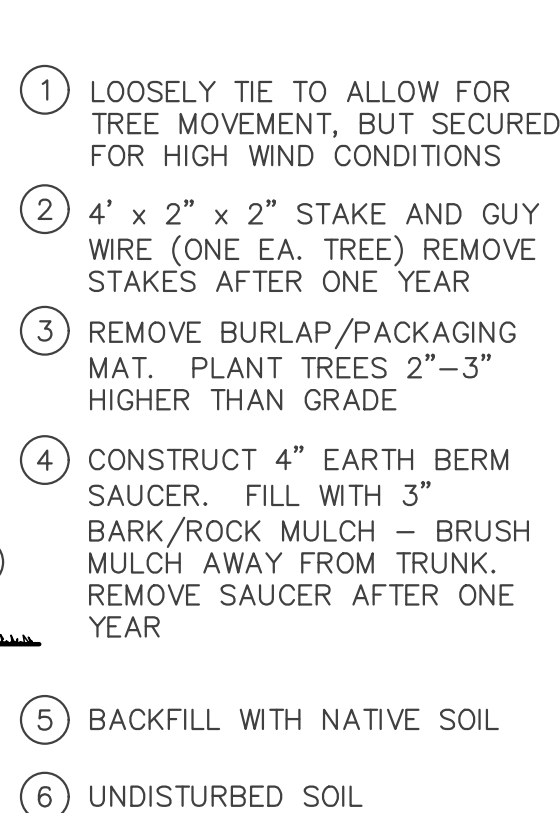 1 LOOSELY TIE TO ALLOW FOR
TREE MOVEMENT, BUT SECURED
FOR HIGH WIND CONDITIONS
2 4' x 2" x 2" STAKE AND GUY
WIRE (ONE EA. TREE) REMOVE
STAKES AFTER ONE YEAR
3 REMOVE BURLAP/PACKAGING
MAT. PLANT TREES 2"–3"
HIGHER THAN GRADE
4 CONSTRUCT 4" EARTH BERM
SAUCER. FILL WITH 3"
BARK/ROCK MULCH – BRUSH
MULCH AWAY FROM TRUNK.
REMOVE SAUCER AFTER ONE
YEAR
5 BACKFILL WITH NATIVE SOIL
6 UNDISTURBED SOIL